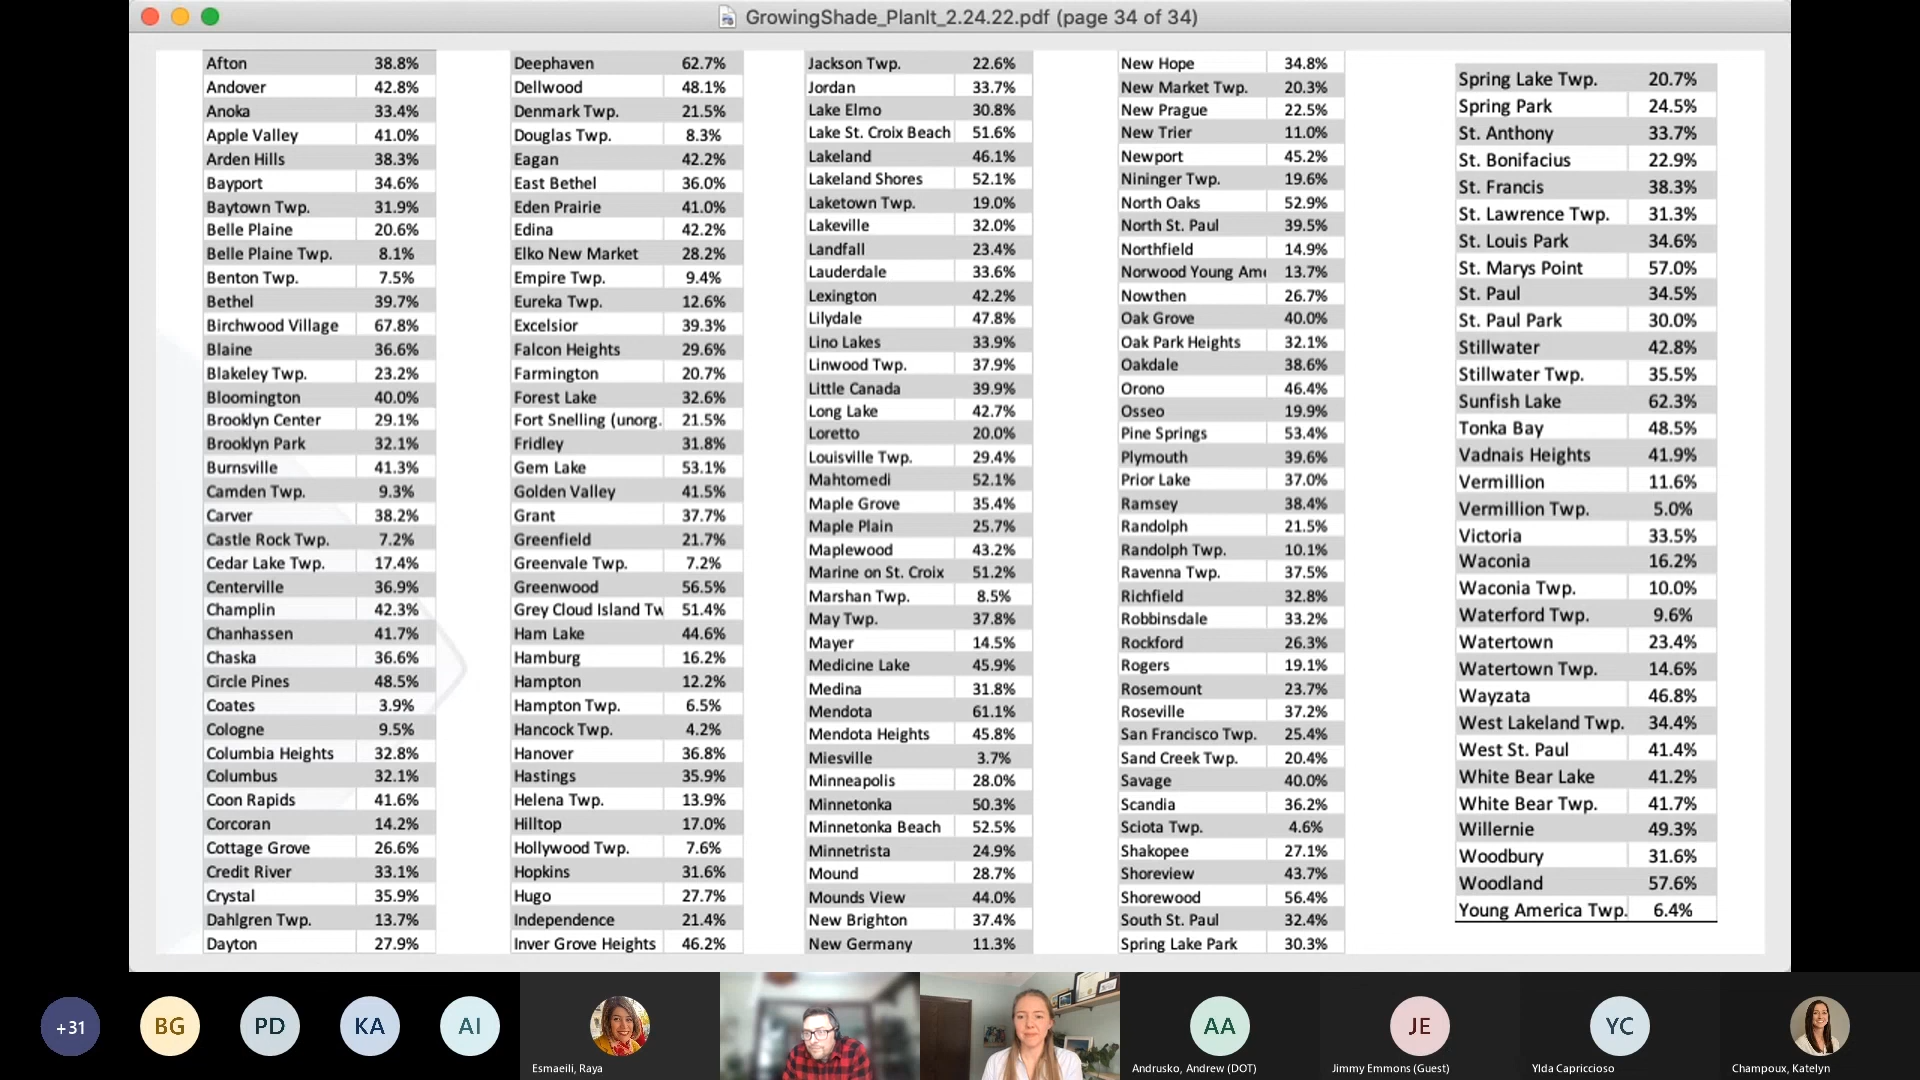 GrowingShade_PlanIt_2.24.22.pdf (page 34 of 34)
Afton 38.8%
Andover 42.8%
Anoka 33.4%
Apple Valley 41.0%
Arden Hills 38.3%
Bayport 34.6%
Baytown Twp. 31.9%
Belle Plaine 20.6%
Belle Plaine Twp. 8.1%
Benton Twp. 7.5%
Bethel 39.7%
Birchwood Village 67.8%
Blaine 36.6%
Blakeley Twp. 23.2%
Bloomington 40.0%
Brooklyn Center 29.1%
Brooklyn Park 32.1%
Burnsville 41.3%
Camden Twp. 9.3%
Carver 38.2%
Castle Rock Twp. 7.2%
Cedar Lake Twp. 17.4%
Centerville 36.9%
Champlin 42.3%
Chanhassen 41.7%
Chaska 36.6%
Circle Pines 48.5%
Coates 3.9%
Cologne 9.5%
Columbia Heights 32.8%
Columbus 32.1%
Coon Rapids 41.6%
Corcoran 14.2%
Cottage Grove 26.6%
Credit River 33.1%
Crystal 35.9%
Dahlgren Twp. 13.7%
Dayton 27.9%
Deephaven 62.7%
Dellwood 48.1%
Denmark Twp. 21.5%
Douglas Twp. 8.3%
Eagan 42.2%
East Bethel 36.0%
Eden Prairie 41.0%
Edina 42.2%
Elko New Market 28.2%
Empire Twp. 9.4%
Eureka Twp. 12.6%
Excelsior 39.3%
Falcon Heights 29.6%
Farmington 20.7%
Forest Lake 32.6%
Fort Snelling (unorg. 21.5%
Fridley 31.8%
Gem Lake 53.1%
Golden Valley 41.5%
Grant 37.7%
Greenfield 21.7%
Greenvale Twp. 7.2%
Greenwood 56.5%
Grey Cloud Island Tw 51.4%
Ham Lake 44.6%
Hamburg 16.2%
Hampton 12.2%
Hampton Twp. 6.5%
Hancock Twp. 4.2%
Hanover 36.8%
Hastings 35.9%
Helena Twp. 13.9%
Hilltop 17.0%
Hollywood Twp. 7.6%
Hopkins 31.6%
Hugo 27.7%
Independence 21.4%
Inver Grove Heights 46.2%
Jackson Twp. 22.6%
Jordan 33.7%
Lake Elmo 30.8%
Lake St. Croix Beach 51.6%
Lakeland 46.1%
Lakeland Shores 52.1%
Laketown Twp. 19.0%
Lakeville 32.0%
Landfall 23.4%
Lauderdale 33.6%
Lexington 42.2%
Lilydale 47.8%
Lino Lakes 33.9%
Linwood Twp. 37.9%
Little Canada 39.9%
Long Lake 42.7%
Loretto 20.0%
Louisville Twp. 29.4%
Mahtomedi 52.1%
Maple Grove 35.4%
Maple Plain 25.7%
Maplewood 43.2%
Marine on St. Croix 51.2%
Marshan Twp. 8.5%
May Twp. 37.8%
Mayer 14.5%
Medicine Lake 45.9%
Medina 31.8%
Mendota 61.1%
Mendota Heights 45.8%
Miesville 3.7%
Minneapolis 28.0%
Minnetonka 50.3%
Minnetonka Beach 52.5%
Minnetrista 24.9%
Mound 28.7%
Mounds View 44.0%
New Brighton 37.4%
New Germany 11.3%
New Hope 34.8%
New Market Twp. 20.3%
New Prague 22.5%
New Trier 11.0%
Newport 45.2%
Nininger Twp. 19.6%
North Oaks 52.9%
North St. Paul 39.5%
Northfield 14.9%
Norwood Young Am 13.7%
Nowthen 26.7%
Oak Grove 40.0%
Oak Park Heights 32.1%
Oakdale 38.6%
Orono 46.4%
Osseo 19.9%
Pine Springs 53.4%
Plymouth 39.6%
Prior Lake 37.0%
Ramsey 38.4%
Randolph 21.5%
Randolph Twp. 10.1%
Ravenna Twp. 37.5%
Richfield 32.8%
Robbinsdale 33.2%
Rockford 26.3%
Rogers 19.1%
Rosemount 23.7%
Roseville 37.2%
San Francisco Twp. 25.4%
Sand Creek Twp. 20.4%
Savage 40.0%
Scandia 36.2%
Sciota Twp. 4.6%
Shakopee 27.1%
Shoreview 43.7%
Shorewood 56.4%
South St. Paul 32.4%
Spring Lake Park 30.3%
Spring Lake Twp. 20.7%
Spring Park 24.5%
St. Anthony 33.7%
St. Bonifacius 22.9%
St. Francis 38.3%
St. Lawrence Twp. 31.3%
St. Louis Park 34.6%
St. Marys Point 57.0%
St. Paul 34.5%
St. Paul Park 30.0%
Stillwater 42.8%
Stillwater Twp. 35.5%
Sunfish Lake 62.3%
Tonka Bay 48.5%
Vadnais Heights 41.9%
Vermillion 11.6%
Vermillion Twp. 5.0%
Victoria 33.5%
Waconia 16.2%
Waconia Twp. 10.0%
Waterford Twp. 9.6%
Watertown 23.4%
Watertown Twp. 14.6%
Wayzata 46.8%
West Lakeland Twp. 34.4%
West St. Paul 41.4%
White Bear Lake 41.2%
White Bear Twp. 41.7%
Willernie 49.3%
Woodbury 31.6%
Woodland 57.6%
Young America Twp. 6.4%
+31 BG PD KA AI AA JE YC
Esmaeili, Raya
Andrusko, Andrew (DOT)
Jimmy Emmons (Guest)
Ylda Capriccioso
Champoux, Katelyn